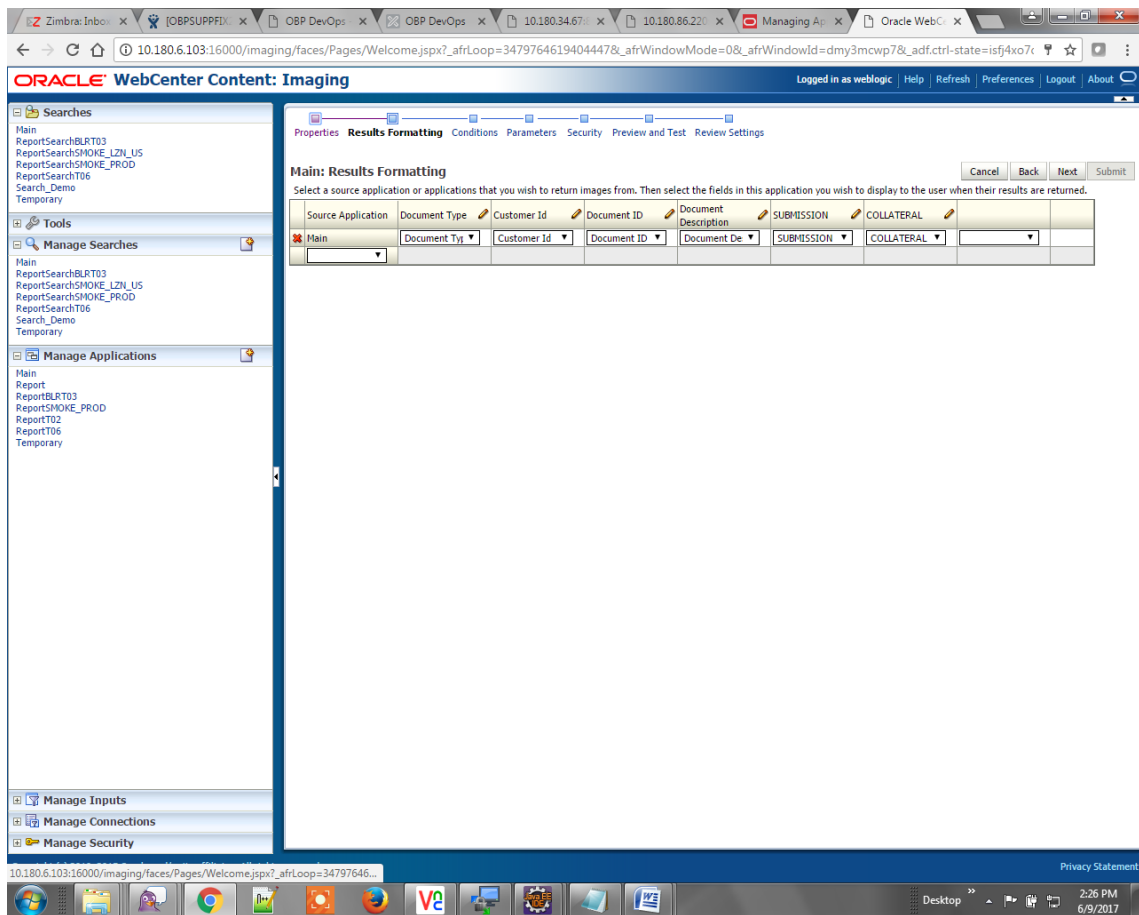 Zimbra: Inbo
[OBPSUPPFIX
OBP DevOps
OBP DevOps
10.180.34.67:
10.180.86.220
Managing Ap
Oracle WebCe
10.180.6.103:16000/imaging/faces/Pages/Welcome.jspx?_afrLoop=347976461940444 7&_afrWindowMode=0&_afrWindowId=dmy3mcwp7&_adf.ctrl-state=isfj4xo7c
ORACLE WebCenter Content: Imaging
Logged in as weblogic | Help | Refresh | Preferences | Logout | About
Searches
Main
ReportSearchBLRT03
ReportSearchSMOKE_LZN_US
ReportSearchSMOKE_PROD
ReportSearchT06
Search_Demo
Temporary
Tools
Manage Searches
Main
ReportSearchBLRT03
ReportSearchSMOKE_LZN_US
ReportSearchSMOKE_PROD
ReportSearchT06
Search_Demo
Temporary
Manage Applications
Main
Report
ReportBLRT03
ReportSMOKE_PROD
ReportT02
ReportT06
Temporary
Manage Inputs
Manage Connections
Manage Security
Properties Results Formatting Conditions Parameters Security Preview and Test Review Settings
Main: Results Formatting
Cancel Back Next Submit
Select a source application or applications that you wish to return images from. Then select the fields in this application you wish to display to the user when their results are returned.
Source Application Document Type Customer Id Document ID Document Description SUBMISSION COLLATERAL
Main Document Typ Customer Id Document ID Document De SUBMISSION COLLATERAL
Privacy Statement
10.180.6.103:16000/imaging/faces/Pages/Welcome.jspx?_afrLoop=34797646...
Desktop
2:26 PM
6/9/2017